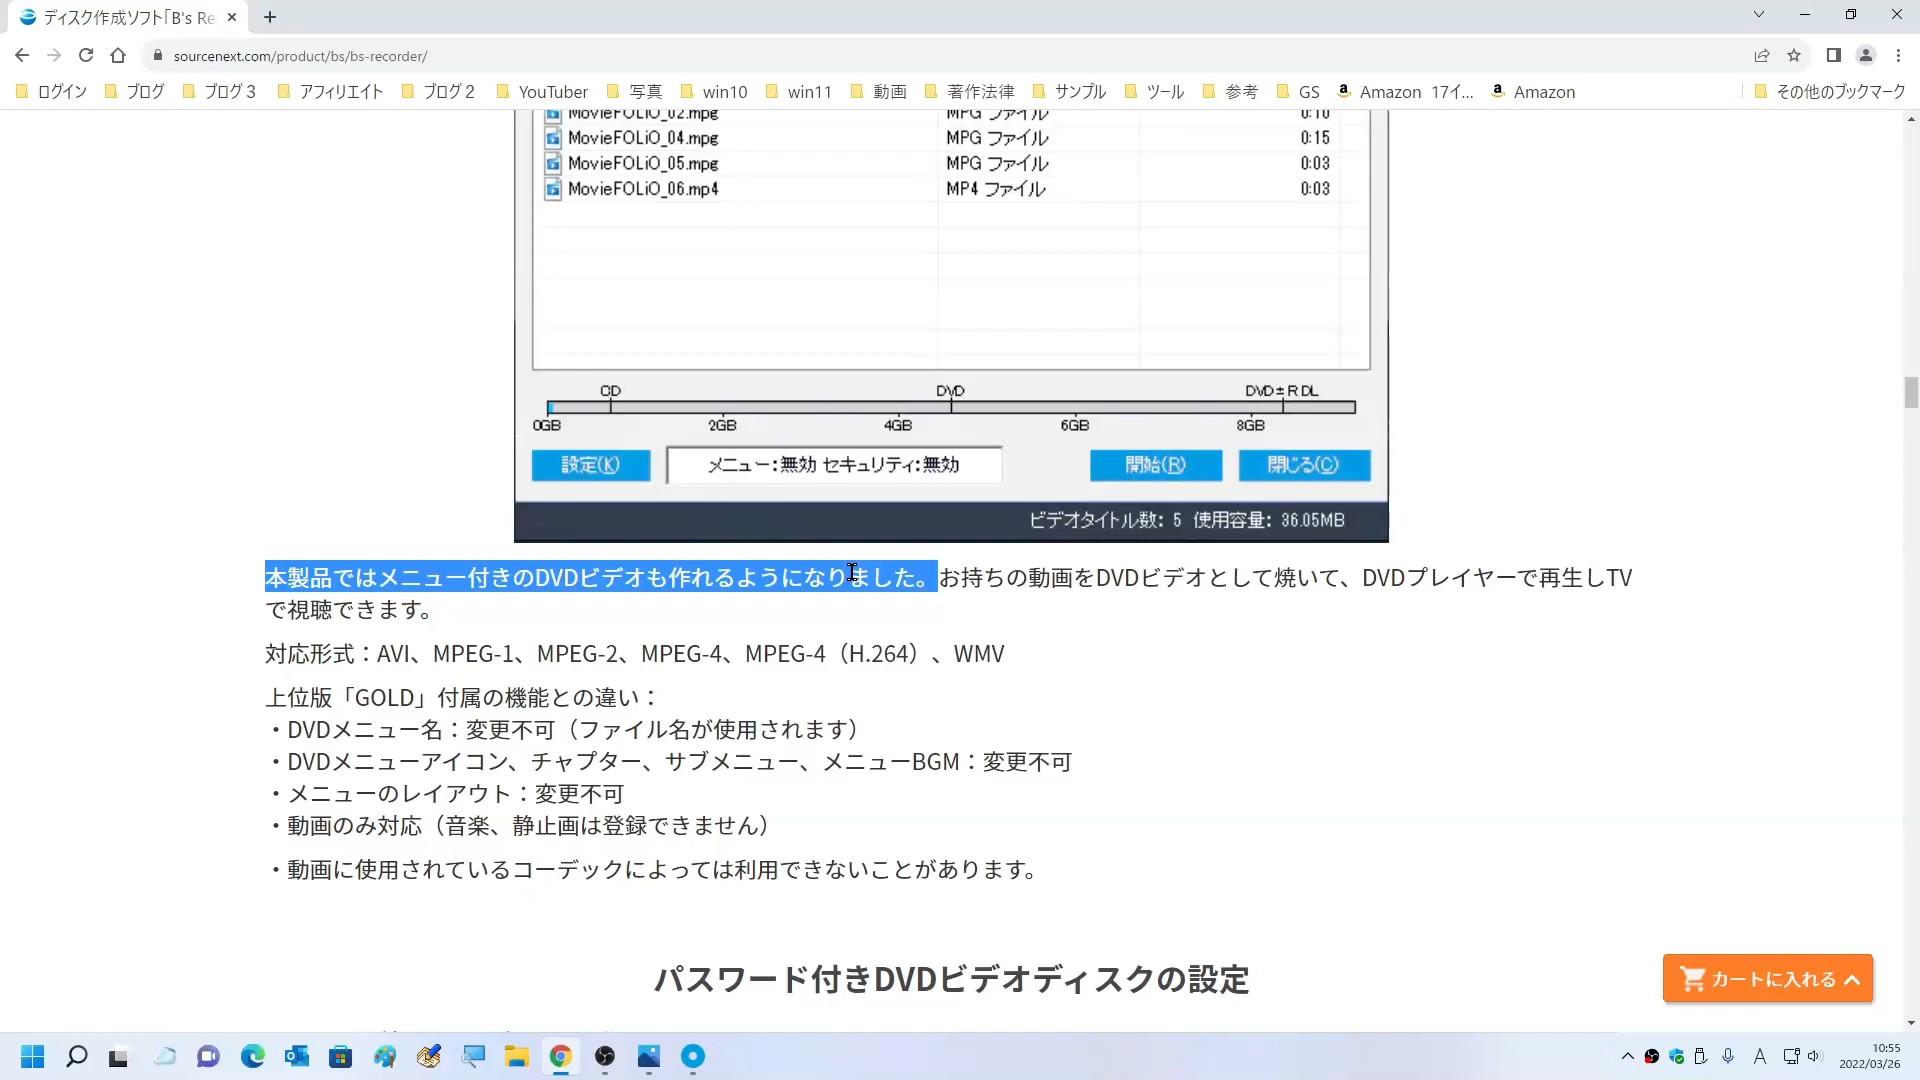 ディスク作成ソフト「B's Re
sourcenext.com/product/bs/bs-recorder/
ログイン ブログ ブログ３ アフィリエイト ブログ２ YouTuber 写真 win10 win11 動画 著作法律 サンプル ツール 参考 GS Amazon 17イ... Amazon その他のブックマーク
MovieFOLiO_02.mpg MPG ファイル 0:10
MovieFOLiO_04.mpg MPG ファイル 0:15
MovieFOLiO_05.mpg MPG ファイル 0:03
MovieFOLiO_06.mp4 MP4 ファイル 0:03
CD DVD DVD±R DL
0GB 2GB 4GB 6GB 8GB
設定(K) メニュー：無効 セキュリティ：無効 開始(R) 閉じる(C)
ビデオタイトル数： 5 使用容量： 36.05MB
本製品ではメニュー付きのDVDビデオも作れるようになりました。お持ちの動画をDVDビデオとして焼いて、DVDプレイヤーで再生しTV
で視聴できます。
対応形式：AVI、MPEG-1、MPEG-2、MPEG-4、MPEG-4（H.264）、WMV
上位版「GOLD」付属の機能との違い：
・DVDメニュー名：変更不可（ファイル名が使用されます）
・DVDメニューアイコン、チャプター、サブメニュー、メニューBGM：変更不可
・メニューのレイアウト：変更不可
・動画のみ対応（音楽、静止画は登録できません）
・動画に使用されているコーデックによっては利用できないことがあります。
パスワード付きDVDビデオディスクの設定
カートに入れる
A
10:55
2022/03/26